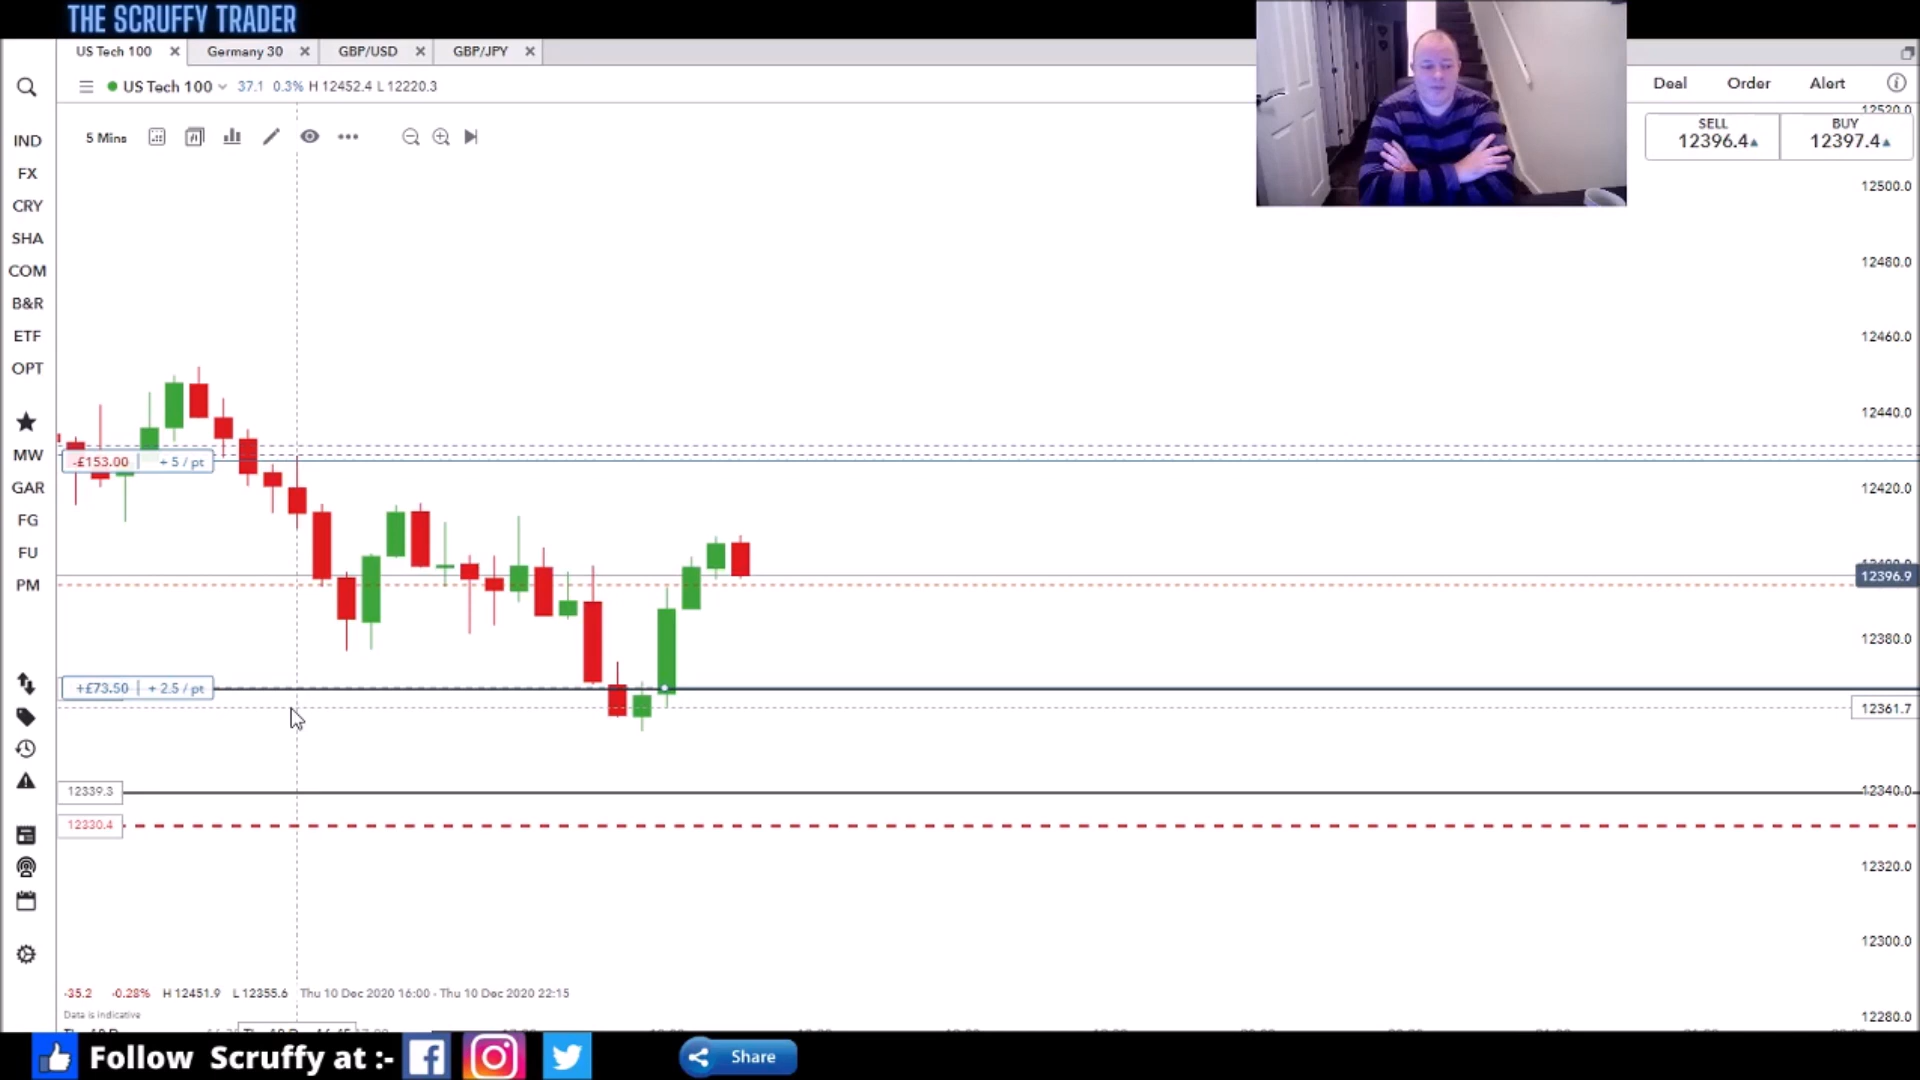 THE SCRUFFY TRADER
US Tech 100
Germany 30
GBP/USD
GBP/JPY
US Tech 100 37.1 0.3% H 12452.4 L 12220.3
Deal Order Alert
5 Mins
SELL
12396.4
BUY
12397.4
IND
FX
CRY
SHA
COM
B&R
ETF
OPT
MW
GAR
FG
FU
PM
12520.0
12500.0
12480.0
12460.0
12440.0
-£153.00 + 5 / pt
12420.0
12396.9
12380.0
+£73.50 + 2.5 / pt
12361.7
12339.3
12340.0
12330.4
12320.0
12300.0
12280.0
-35.2 -0.28% H 12451.9 L 12355.6 Thu 10 Dec 2020 16:00 - Thu 10 Dec 2020 22:15
Data is indicative
Follow Scruffy at :-
Share